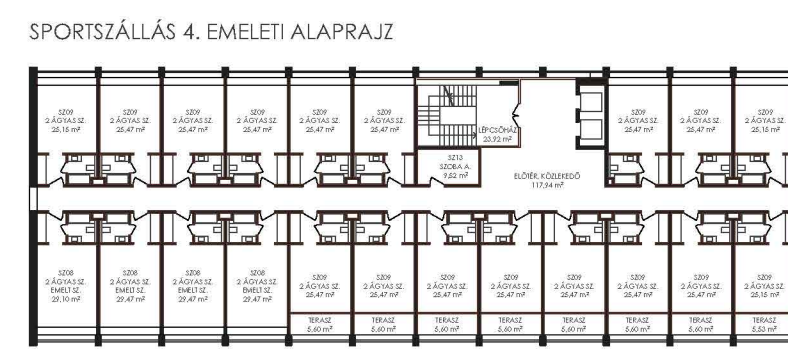 SPORTSZÁLLÁS 4. EMELETI ALAPRAJZ
SZ09
2 ÁGYAS SZ.
25,15 m²
SZ09
2 ÁGYAS SZ.
25,47 m²
SZ09
2 ÁGYAS SZ.
25,47 m²
SZ09
2 ÁGYAS SZ.
25,47 m²
SZ09
2 ÁGYAS SZ.
25,47 m²
SZ09
2 ÁGYAS SZ.
25,47 m²
LÉPCSŐHÁZ
23,92 m²
SZ13
SZOBA A.
9,52 m²
ELŐTÉR, KÖZLEKEDŐ
117,94 m²
SZ09
2 ÁGYAS SZ.
25,47 m²
SZ09
2 ÁGYAS SZ.
25,47 m²
SZ09
2 ÁGYAS SZ.
25,15 m²
SZ08
2 ÁGYAS SZ.
EMELT SZ.
29,10 m²
SZ08
2 ÁGYAS SZ.
EMELT SZ.
29,47 m²
SZ08
2 ÁGYAS SZ.
EMELT SZ.
29,47 m²
SZ08
2 ÁGYAS SZ.
EMELT SZ.
29,47 m²
SZ09
2 ÁGYAS SZ.
25,47 m²
SZ09
2 ÁGYAS SZ.
25,47 m²
SZ09
2 ÁGYAS SZ.
25,47 m²
SZ09
2 ÁGYAS SZ.
25,47 m²
SZ09
2 ÁGYAS SZ.
25,47 m²
SZ09
2 ÁGYAS SZ.
25,47 m²
SZ09
2 ÁGYAS SZ.
25,47 m²
SZ09
2 ÁGYAS SZ.
25,15 m²
TERASZ
5,60 m²
TERASZ
5,60 m²
TERASZ
5,60 m²
TERASZ
5,60 m²
TERASZ
5,60 m²
TERASZ
5,60 m²
TERASZ
5,60 m²
TERASZ
5,53 m²